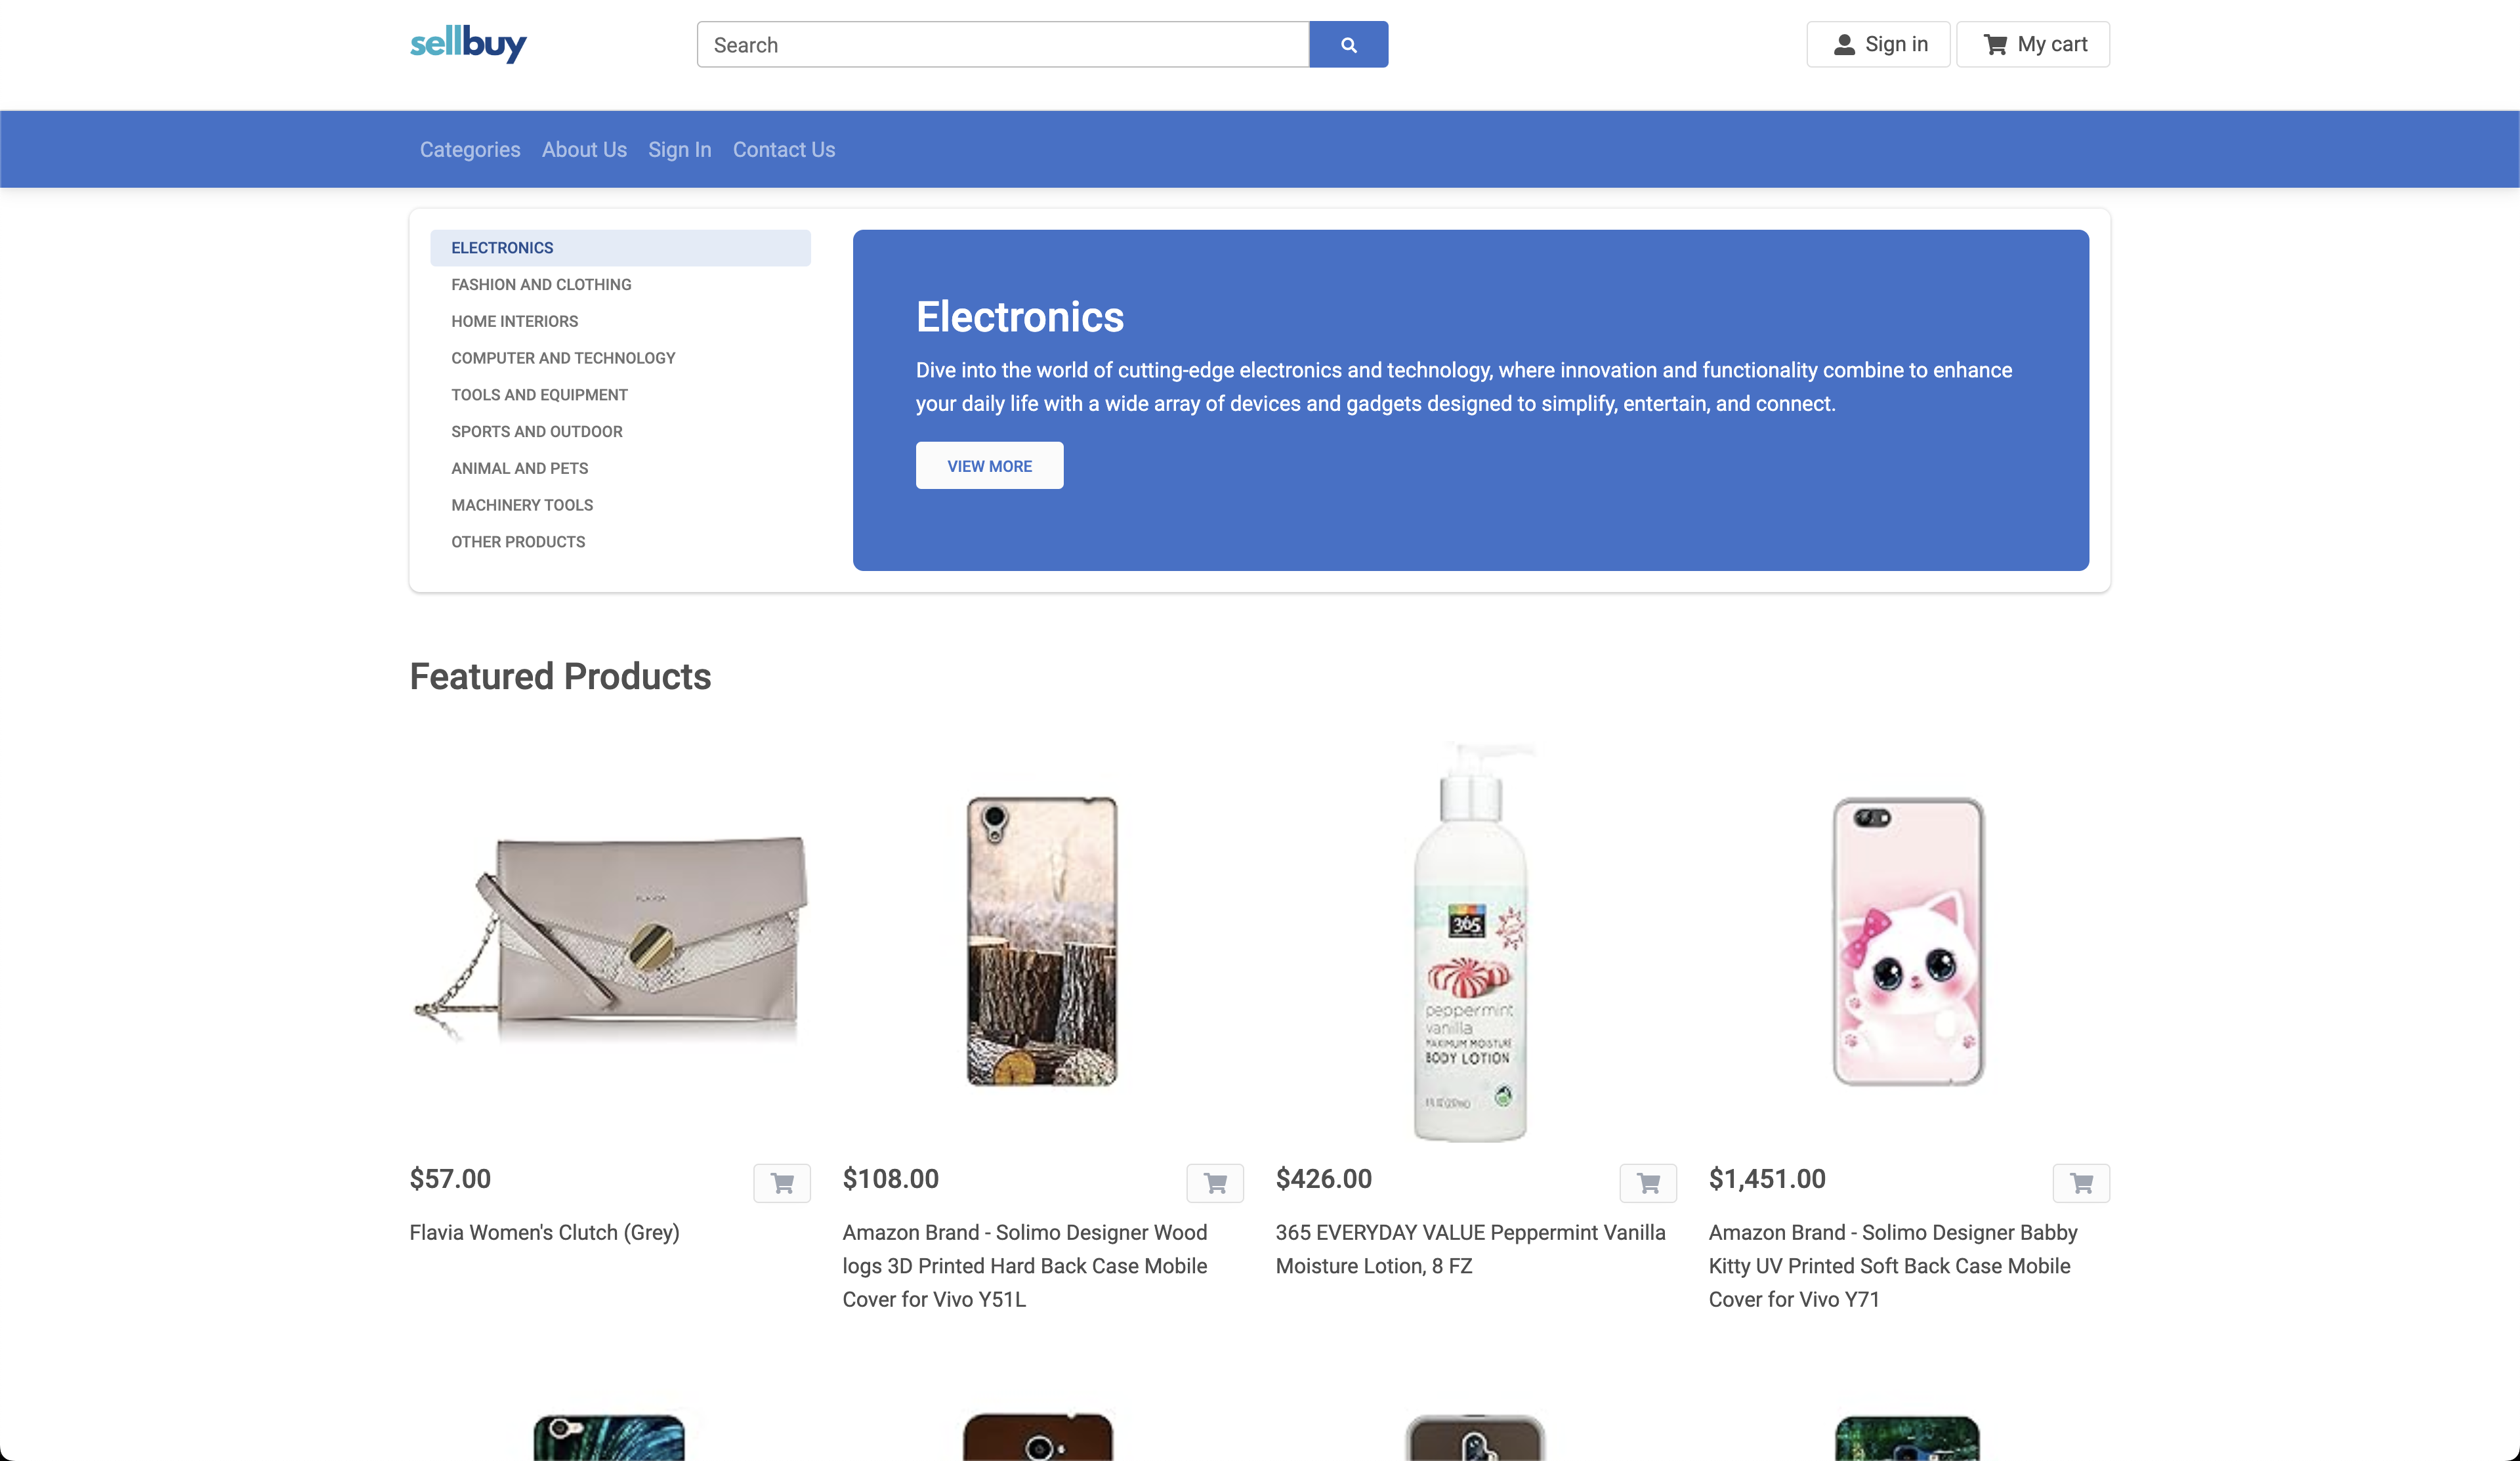 sellbuy
Search
Sign in
My cart
Categories
About Us
Sign In
Contact Us
ELECTRONICS
FASHION AND CLOTHING
HOME INTERIORS
COMPUTER AND TECHNOLOGY
TOOLS AND EQUIPMENT
SPORTS AND OUTDOOR
ANIMAL AND PETS
MACHINERY TOOLS
OTHER PRODUCTS
Electronics
Dive into the world of cutting-edge electronics and technology, where innovation and functionality combine to enhance
your daily life with a wide array of devices and gadgets designed to simplify, entertain, and connect.
VIEW MORE
Featured Products
FLAVIA
365
peppermint
vanilla
MAXIMUM MOISTURE
BODY LOTION
$57.00
Flavia Women's Clutch (Grey)
$108.00
Amazon Brand - Solimo Designer Wood
logs 3D Printed Hard Back Case Mobile
Cover for Vivo Y51L
$426.00
365 EVERYDAY VALUE Peppermint Vanilla
Moisture Lotion, 8 FZ
$1,451.00
Amazon Brand - Solimo Designer Babby
Kitty UV Printed Soft Back Case Mobile
Cover for Vivo Y71